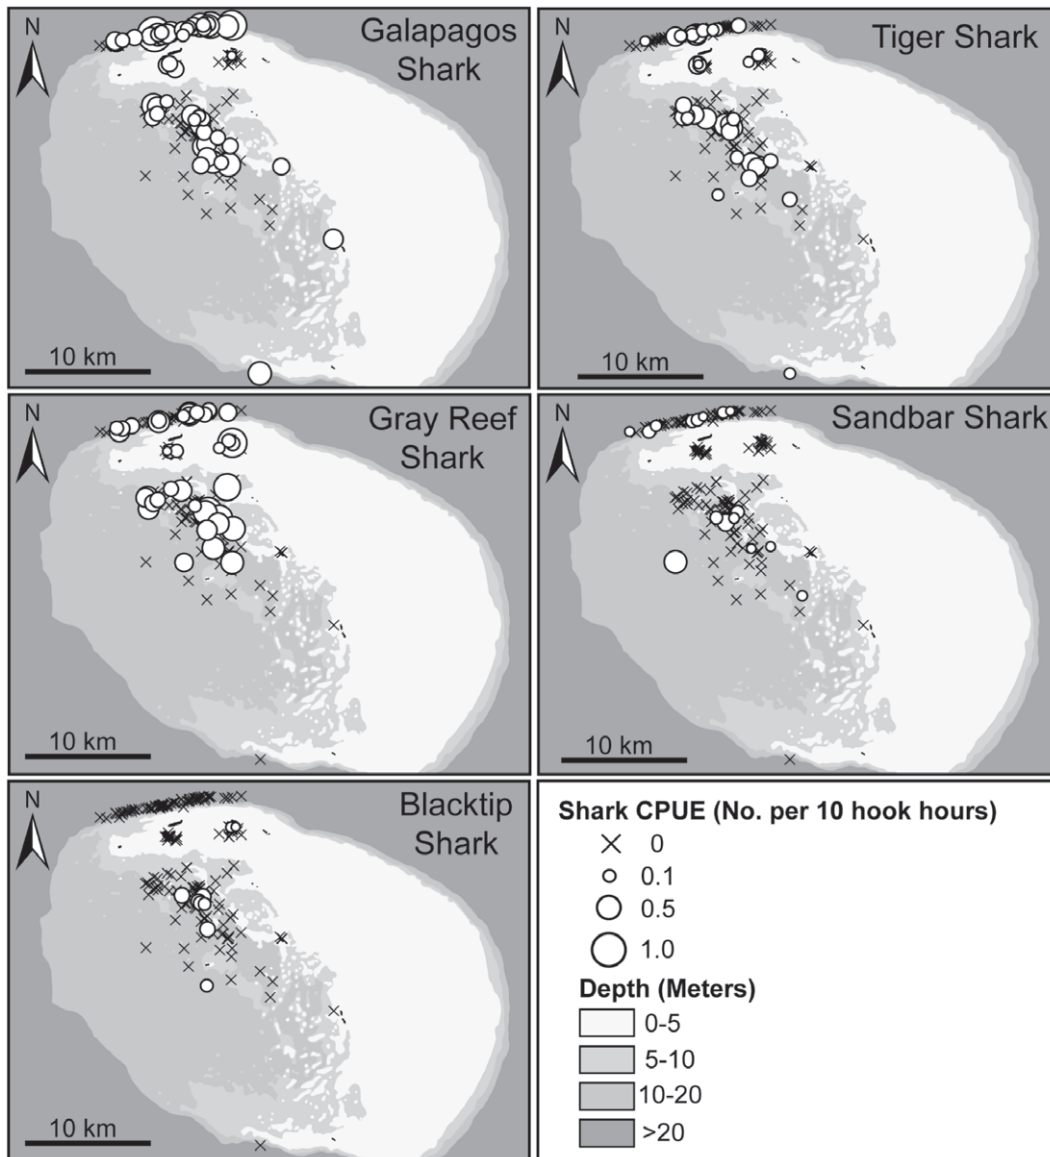 N
Galapagos
Shark
10 km
N
Tiger Shark
10 km
N
Gray Reef
Shark
10 km
N
Sandbar Shark
10 km
N
Blacktip
Shark
10 km
Shark CPUE (No. per 10 hook hours)
0
0.1
0.5
1.0
Depth (Meters)
0-5
5-10
10-20
>20